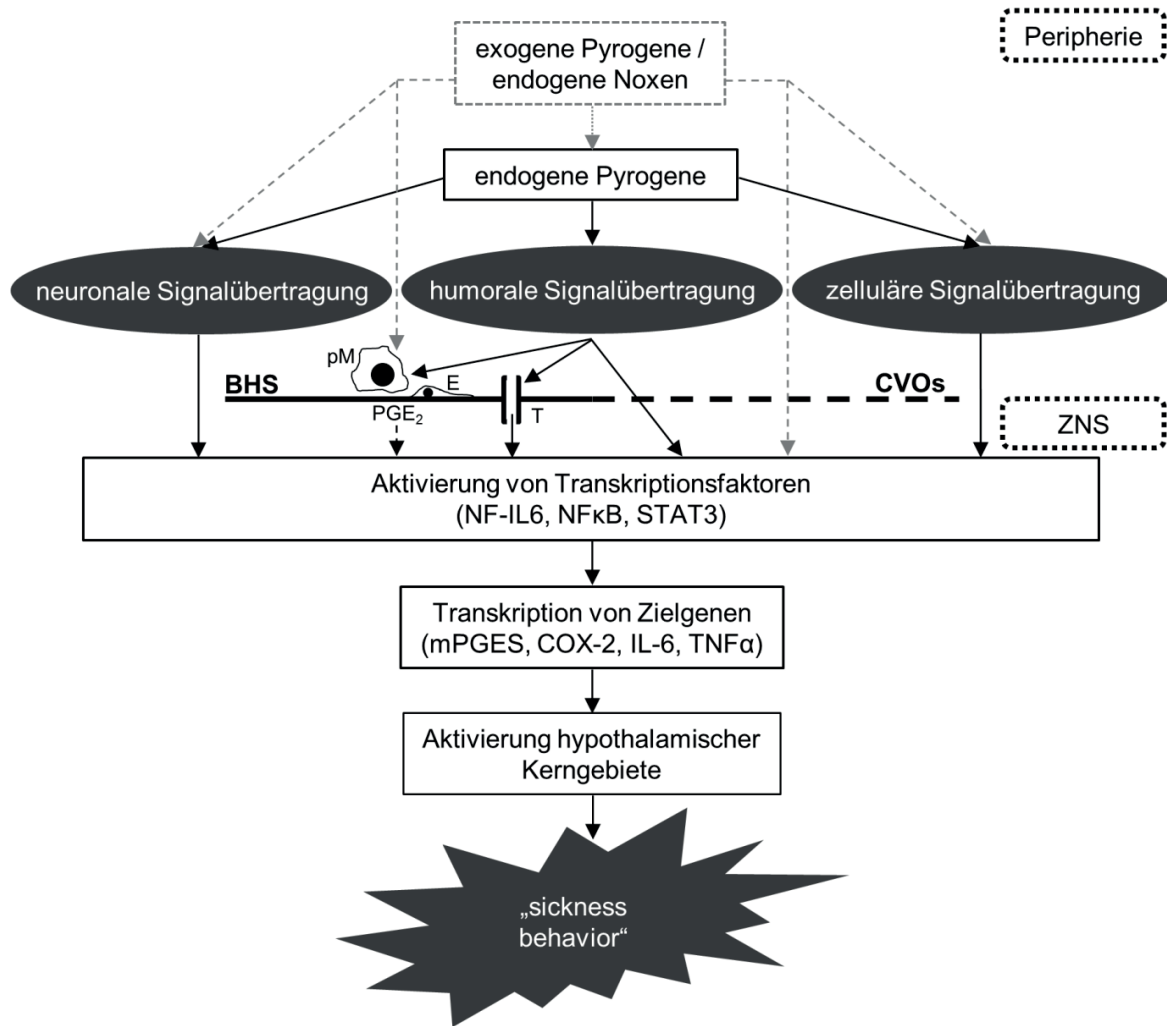 Peripherie
exogene Pyrogene /
endogene Noxen
endogene Pyrogene
neuronale Signalübertragung
humorale Signalübertragung
zelluläre Signalübertragung
pM
E
BHS
CVOs
PGE₂
T
ZNS
Aktivierung von Transkriptionsfaktoren
(NF-IL6, NFκB, STAT3)
Transkription von Zielgenen
(mPGES, COX-2, IL-6, TNFα)
Aktivierung hypothalamischer
Kerngebiete
„sickness
behavior“